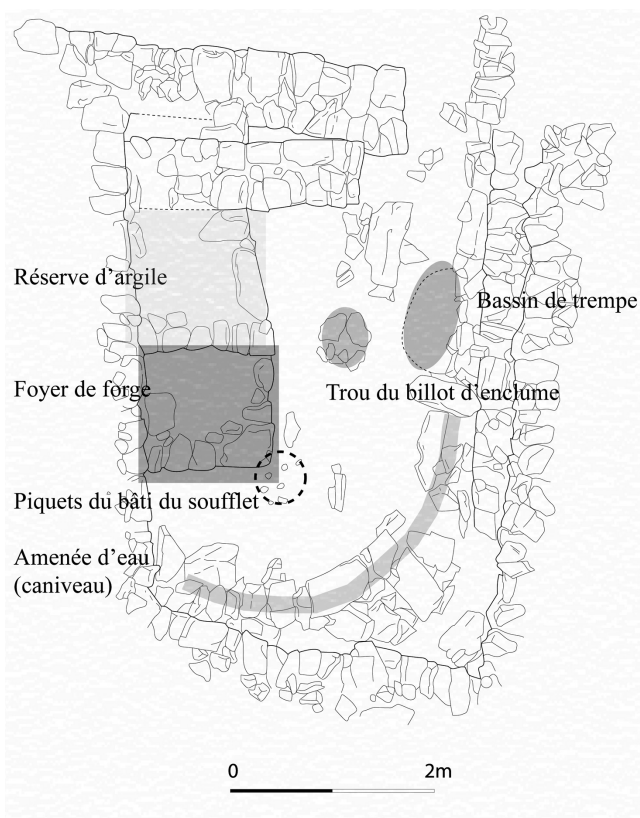 Réserve d'argile
Bassin de trempe
Foyer de forge
Trou du billot d'enclume
Piquets du bâti du soufflet
Amenée d'eau
(caniveau)
0 2m